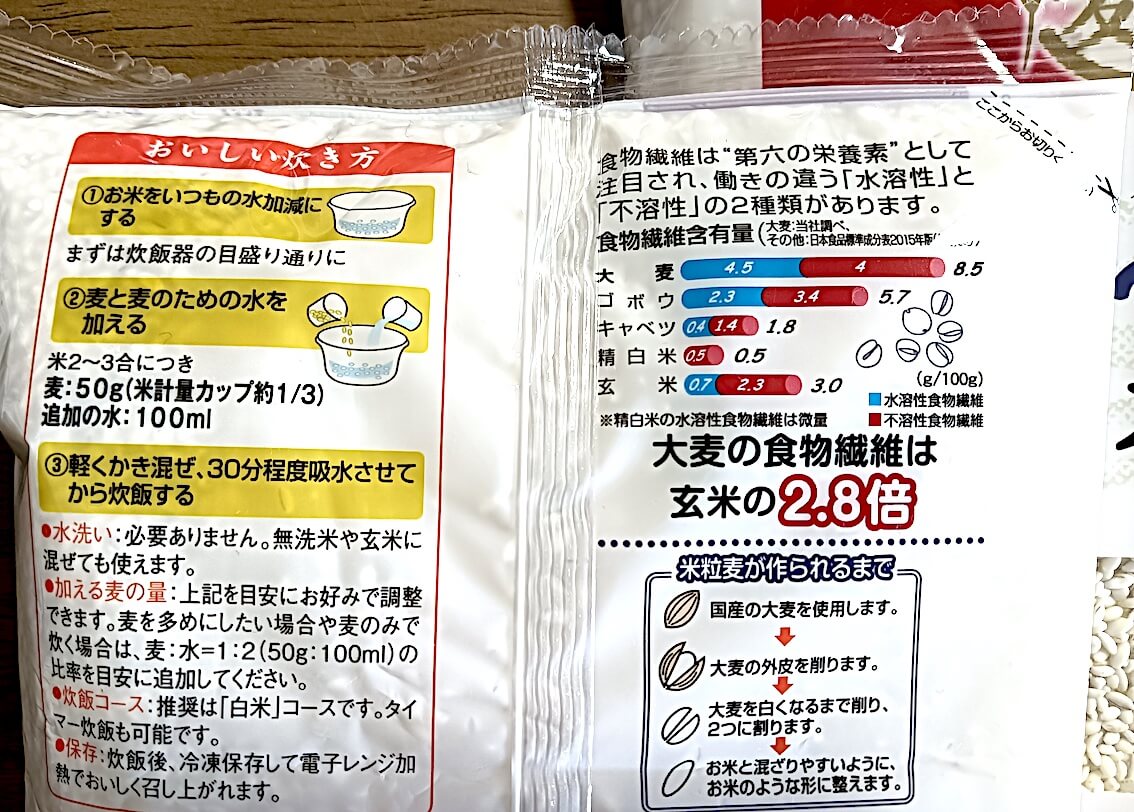 おいしい炊き方
①お米をいつもの水加減に
する
まずは炊飯器の目盛り通りに
②麦と麦のための水を
加える
米2〜3合につき
麦:50g(米計量カップ約1/3)
追加の水:100ml
③軽くかき混ぜ、30分程度吸水させて
から炊飯する
●水洗い:必要ありません。無洗米や玄米に
混ぜても使えます。
●加える麦の量:上記を目安にお好みで調整
できます。麦を多めにしたい場合や麦のみで
炊く場合は、麦:水=1:2(50g:100ml)の
比率を目安に追加してください。
●炊飯コース:推奨は「白米」コースです。タイ
マー炊飯も可能です。
●保存:炊飯後、冷凍保存して電子レンジ加
熱でおいしく召し上がれます。
ここからお切りく
食物繊維は“第六の栄養素”として
注目され、働きの違う「水溶性」と
「不溶性」の2種類があります。
食物繊維含有量(大麦:当社調べ、
その他:日本食品標準成分表2015年版
大麦 4.5 4 8.5
ゴボウ 2.3 3.4 5.7
キャベツ 0.4 1.4 1.8
精白米 0.5 0.5
玄米 0.7 2.3 3.0
(g/100g)
■水溶性食物繊維
■不溶性食物繊維
※精白米の水溶性食物繊維は微量
大麦の食物繊維は
玄米の2.8倍
米粒麦が作られるまで
国産の大麦を使用します。
大麦の外皮を削ります。
大麦を白くなるまで削り、
2つに割ります。
お米と混ざりやすいように、
お米のような形に整えます。